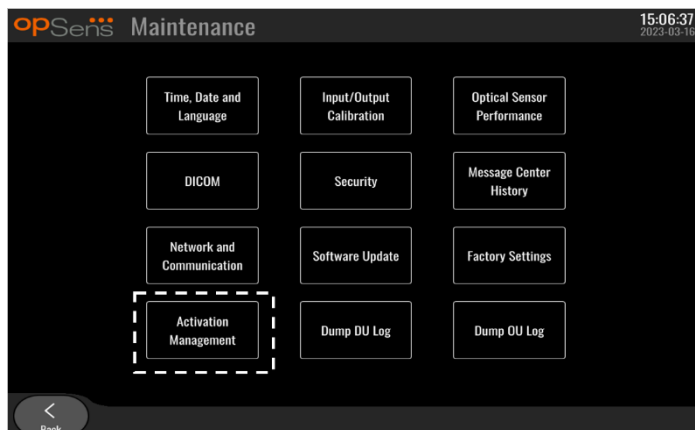 opSens Maintenance
15:06:37
2023-03-16
Time, Date and
Language
Input/Output
Calibration
Optical Sensor
Performance
DICOM
Security
Message Center
History
Network and
Communication
Software Update
Factory Settings
Activation
Management
Dump DU Log
Dump OU Log
Back